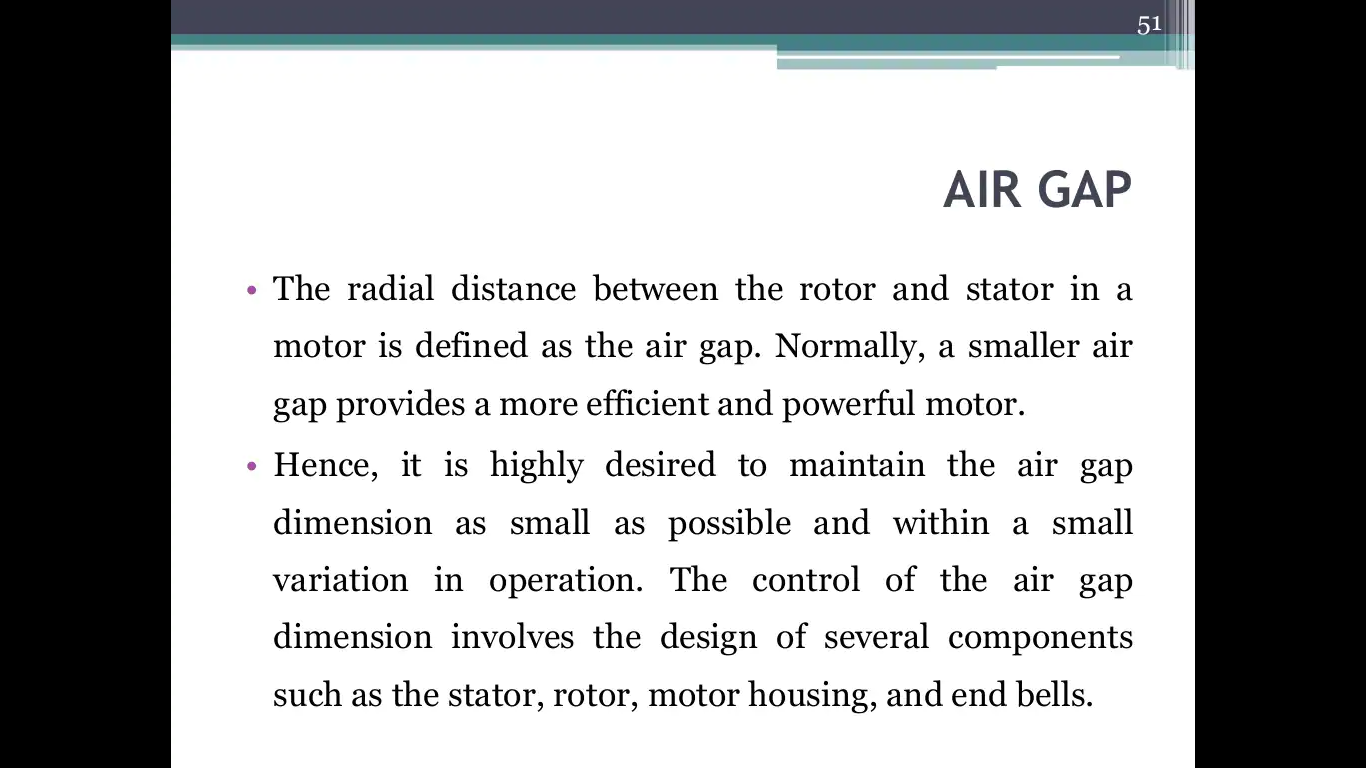 51
AIR GAP
• The radial distance between the rotor and stator in a
motor is defined as the air gap. Normally, a smaller air
gap provides a more efficient and powerful motor.
• Hence, it is highly desired to maintain the air gap
dimension as small as possible and within a small
variation in operation. The control of the air gap
dimension involves the design of several components
such as the stator, rotor, motor housing, and end bells.